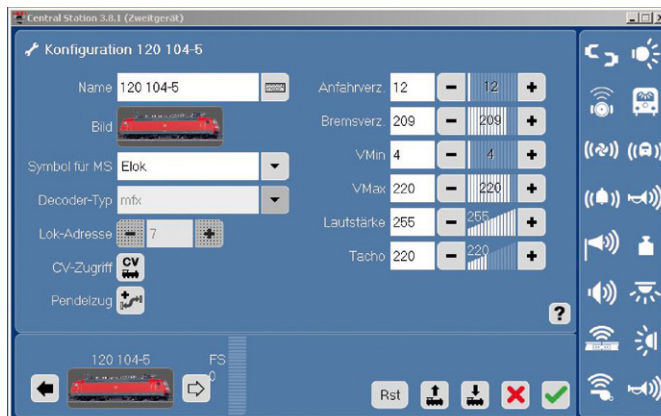 Central Station 3.8.1 (Zweitgerät)
Konfiguration 120 104-5
Name 120 104-5
Bild
Symbol für MS Elok
Decoder-Typ mfx
Lok-Adresse 7
CV-Zugriff CV
Pendelzug
Anfahrverz. 12 12
Bremsverz. 209 209
VMin 4 4
VMax 220 220
Lautstärke 255 255
Tacho 220 220
?
120 104-5 FS
0
Rst